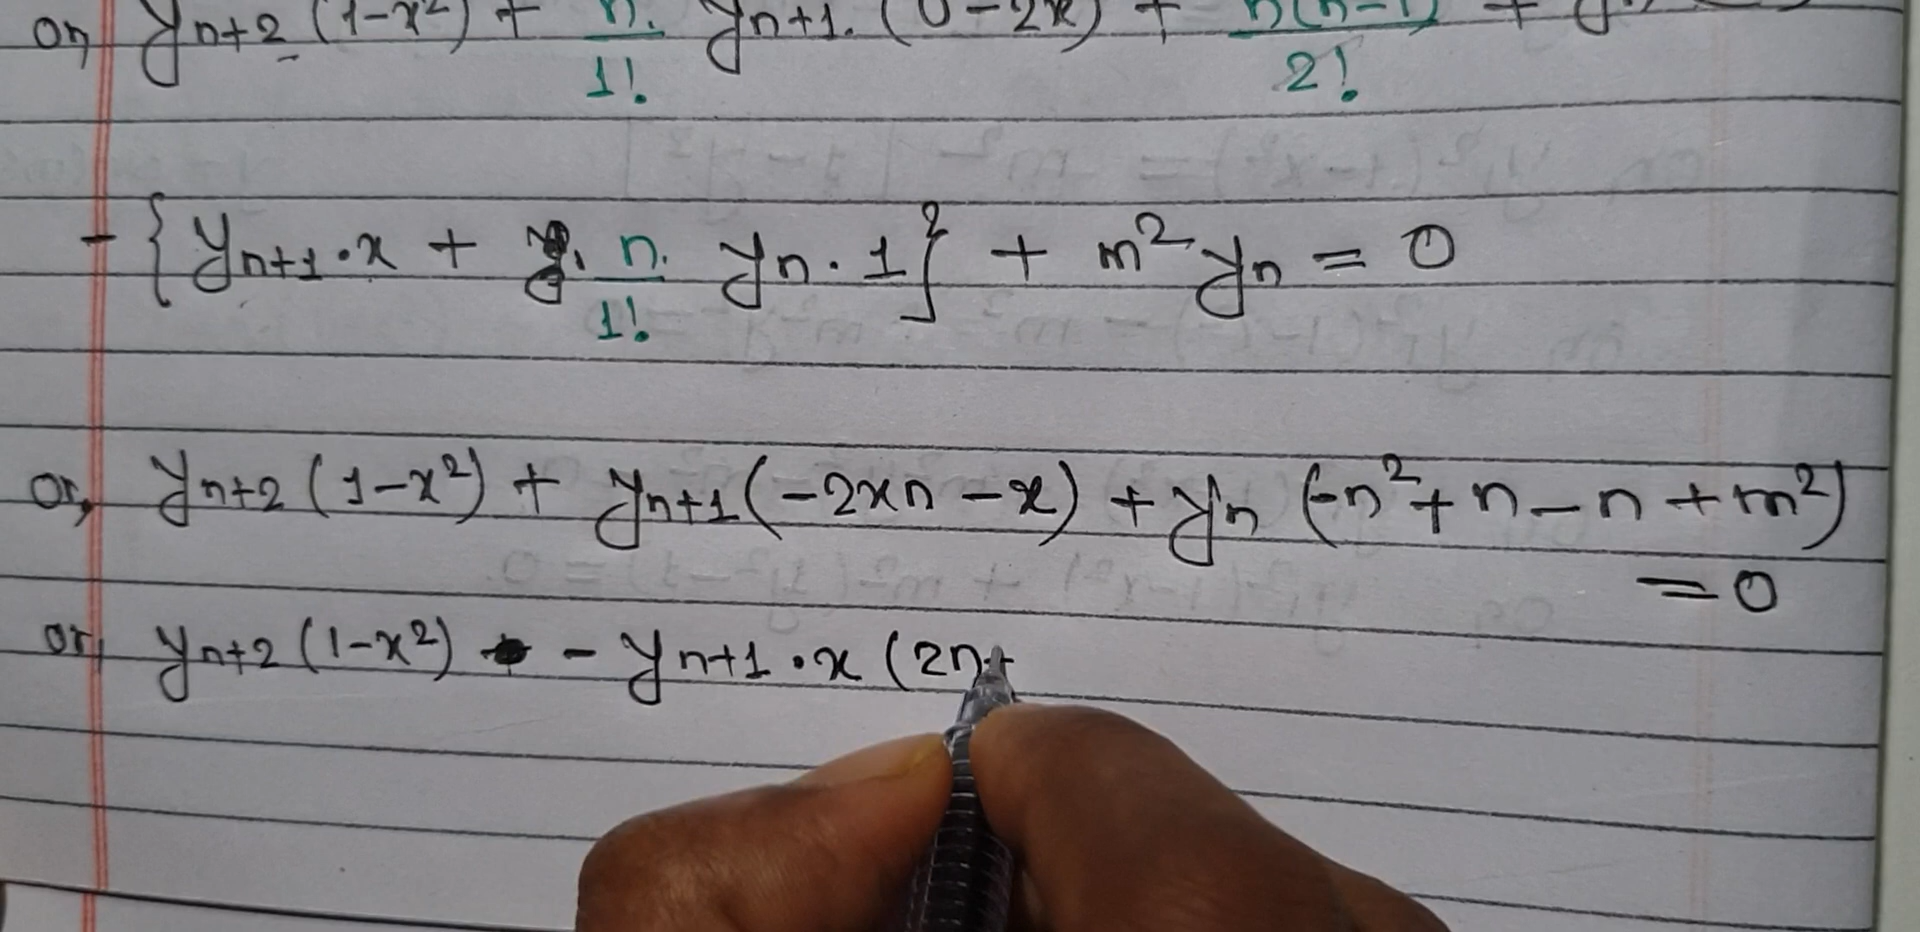 or, yn+2 (1-x²) + n/1! yn+1. (0-2x) + n(n-1)/2! + y
- {yn+1·x + n/1! yn·1} + m² yn = 0
or, yn+2 (1-x²) + yn+1 (-2xn - x) + yn (-n² + n - n + m²)
= 0
or, yn+2 (1-x²) - yn+1·x (2n+